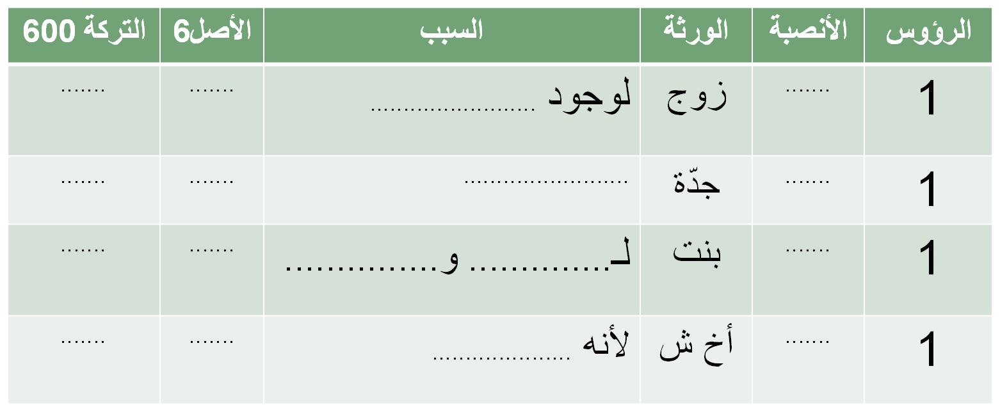 الرؤوس الأنصبة الورثة السبب الأصل6 التركة 600
1 ....... زوج لوجود ......................... ....... .......
1 ....... جدّة ......................... ....... .......
1 ....... بنت لـ.............. و............... ....... .......
1 ....... أخ ش لأنه ..................... ....... .......